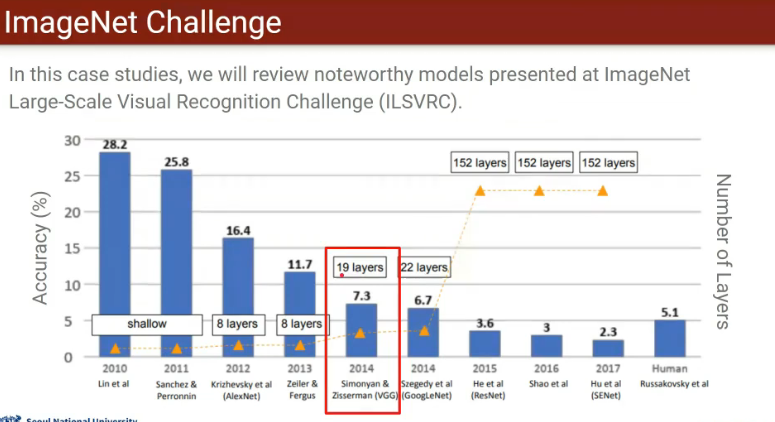 ImageNet Challenge
In this case studies, we will review noteworthy models presented at ImageNet
Large-Scale Visual Recognition Challenge (ILSVRC).
Accuracy (%)
30
25
20
15
10
5
0
28.2
25.8
16.4
11.7
7.3
6.7
3.6
3
2.3
5.1
shallow
8 layers
8 layers
19 layers
22 layers
152 layers
152 layers
152 layers
Number of Layers
2010
Lin et al
2011
Sanchez &
Perronnin
2012
Krizhevsky et al
(AlexNet)
2013
Zeiler &
Fergus
2014
Simonyan &
Zisserman (VGG)
2014
Szegedy et al
(GoogLeNet)
2015
He et al
(ResNet)
2016
Shao et al
2017
Hu et al
(SENet)
Human
Russakovsky et al
Seoul National University